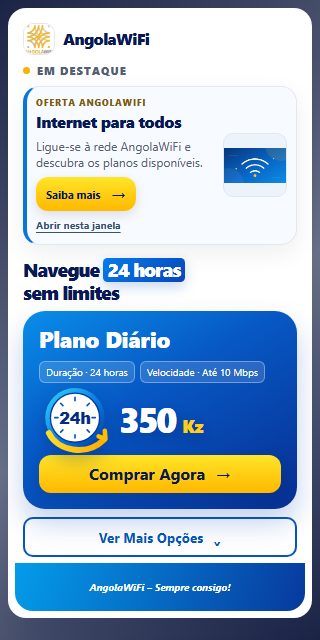 AngolaWiFi
EM DESTAQUE
OFERTA ANGOLAWIFI
Internet para todos
Ligue-se à rede AngolaWiFi e
descubra os planos disponíveis.
Saiba mais →
Abrir nesta janela
Navegue 24 horas
sem limites
Plano Diário
Duração · 24 horas
Velocidade · Até 10 Mbps
24h
350 Kz
Comprar Agora →
Ver Mais Opções ⌄
AngolaWiFi – Sempre consigo!